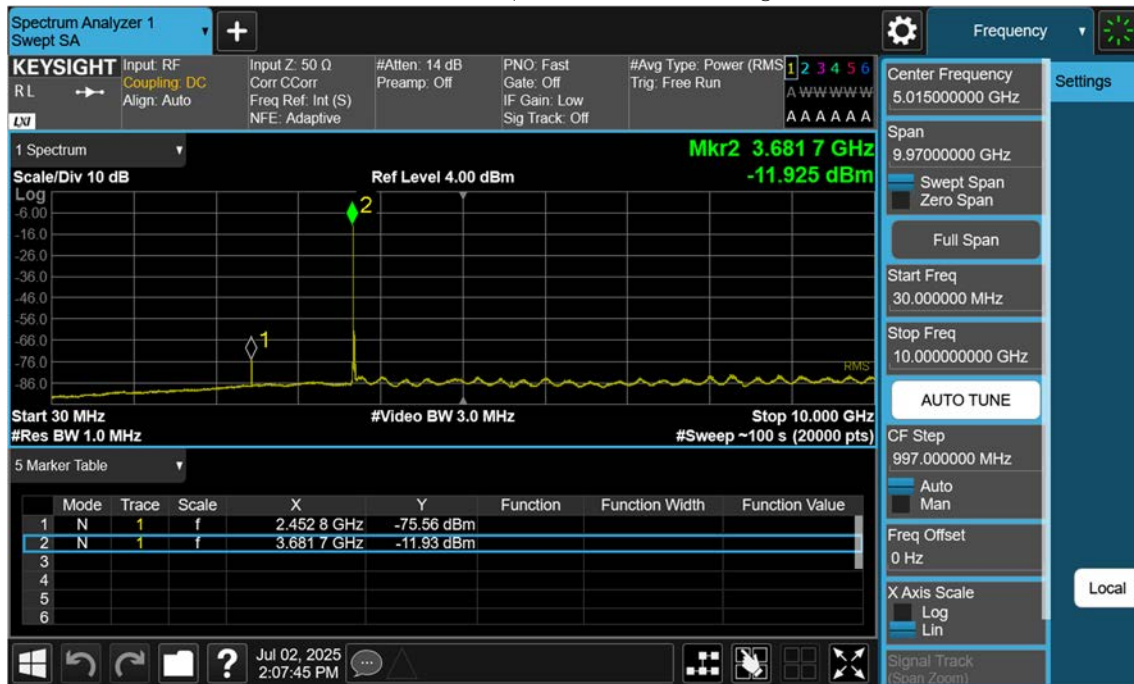 Spectrum Analyzer 1
Swept SA
+
Frequency
KEYSIGHT
RL
LXI
Input: RF
Coupling: DC
Align: Auto
Input Z: 50 Ω
Corr CCorr
Freq Ref: Int (S)
NFE: Adaptive
#Atten: 14 dB
Preamp: Off
PNO: Fast
Gate: Off
IF Gain: Low
Sig Track: Off
#Avg Type: Power (RMS
Trig: Free Run
1 2 3 4 5 6
A W W W W W
A A A A A A
1 Spectrum
Scale/Div 10 dB
Ref Level 4.00 dBm
Mkr2 3.681 7 GHz
-11.925 dBm
Log
-6.00
-16.0
-26.0
-36.0
-46.0
-56.0
-66.0
-76.0
-86.0
2
1
RMS
Start 30 MHz
#Video BW 3.0 MHz
Stop 10.000 GHz
#Res BW 1.0 MHz
#Sweep ~100 s (20000 pts)
5 Marker Table
Mode Trace Scale X Y Function Function Width Function Value
1 N 1 f 2.452 8 GHz -75.56 dBm
2 N 1 f 3.681 7 GHz -11.93 dBm
3
4
5
6
Jul 02, 2025
2:07:45 PM
?
Center Frequency
5.015000000 GHz
Settings
Span
9.97000000 GHz
Swept Span
Zero Span
Full Span
Start Freq
30.000000 MHz
Stop Freq
10.000000000 GHz
AUTO TUNE
CF Step
997.000000 MHz
Auto
Man
Freq Offset
0 Hz
X Axis Scale
Log
Lin
Local
Signal Track
(Span Zoom)